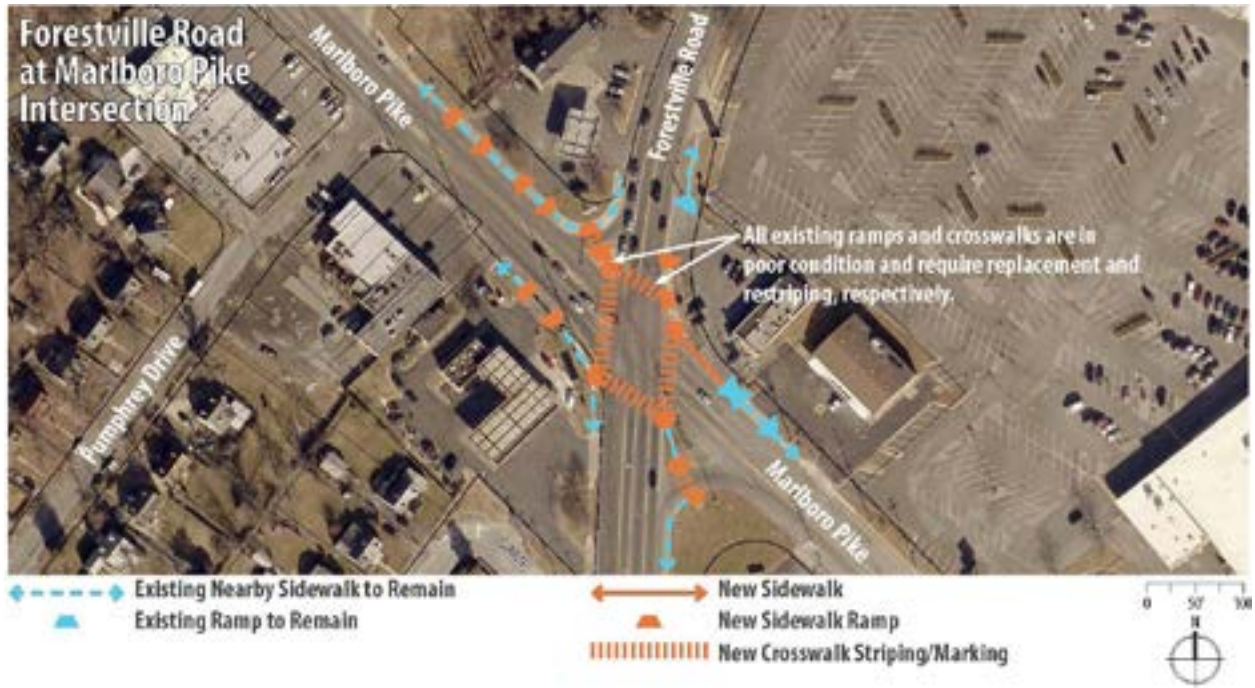 Forestville Road
at Marlboro Pike
Intersection
Marlboro Pike
Forestville Road
All existing ramps and crosswalks are in
poor condition and require replacement and
restriping, respectively.
Pumphrey Drive
Marlboro Pike
Existing Nearby Sidewalk to Remain
Existing Ramp to Remain
New Sidewalk
New Sidewalk Ramp
New Crosswalk Striping/Marking
0 50' 100
N